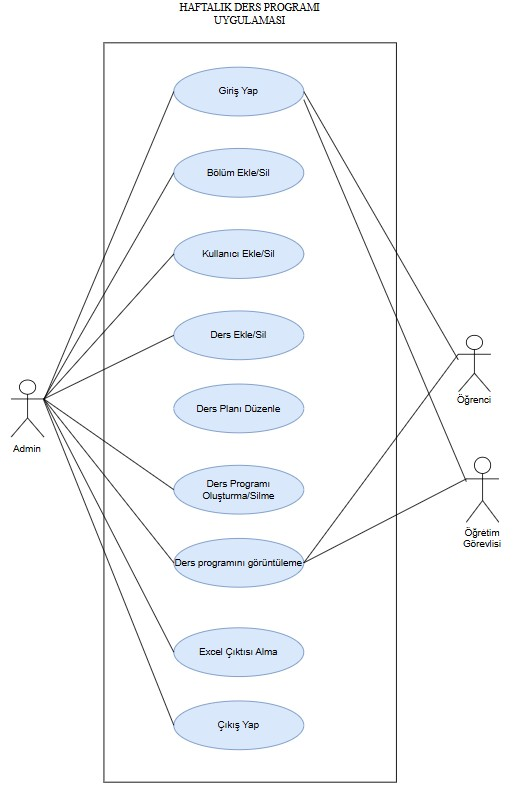 HAFTALIK DERS PROGRAMI
UYGULAMASI
Giriş Yap
Bölüm Ekle/Sil
Kullanıcı Ekle/Sil
Ders Ekle/Sil
Öğrenci
Ders Planı Düzenle
Admin
Ders Programı
Oluşturma/Silme
Öğretim
Görevlisi
Ders programını görüntüleme
Excel Çıktısı Alma
Çıkış Yap